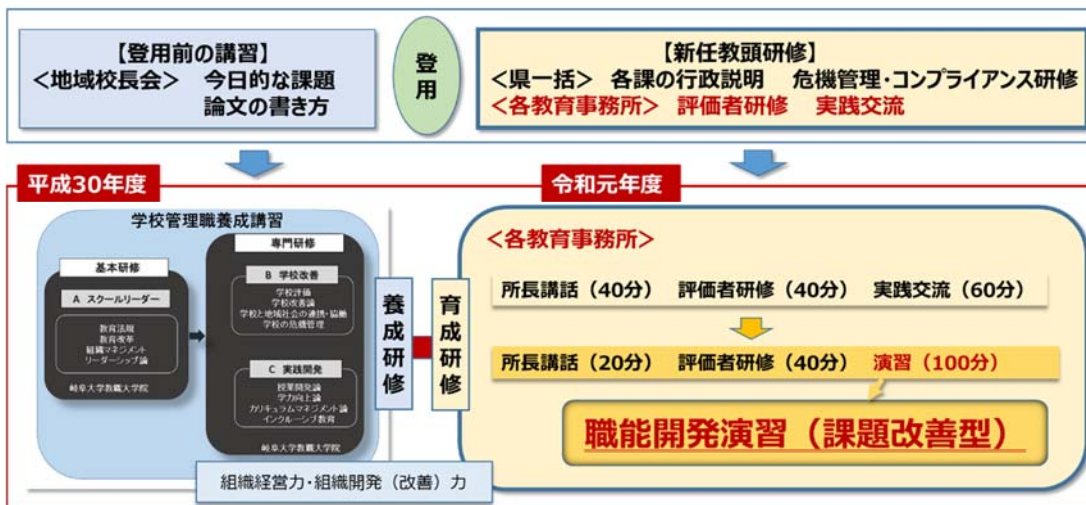 【登用前の講習】
<地域校長会> 今日的な課題
論文の書き方
登用
【新任教頭研修】
<県一括> 各課の行政説明 危機管理・コンプライアンス研修
<各教育事務所> 評価者研修 実践交流
平成30年度
学校管理職養成講習
基本研修
A スクールリーダー
教育法規
教育改革
組織マネジメント
リーダーシップ論
岐阜大学教職大学院
専門研修
B 学校改善
学校評価
学校改善論
学校と地域社会の連携・協働
学校の危機管理
C 実践開発
授業開発論
学力向上論
カリキュラムマネジメント論
インクルーシブ教育
岐阜大学教職大学院
組織経営力・組織開発(改善)力
養成研修
育成研修
令和元年度
<各教育事務所>
所長講話(40分) 評価者研修(40分) 実践交流(60分)
所長講話(20分) 評価者研修(40分) 演習(100分)
職能開発演習(課題改善型)